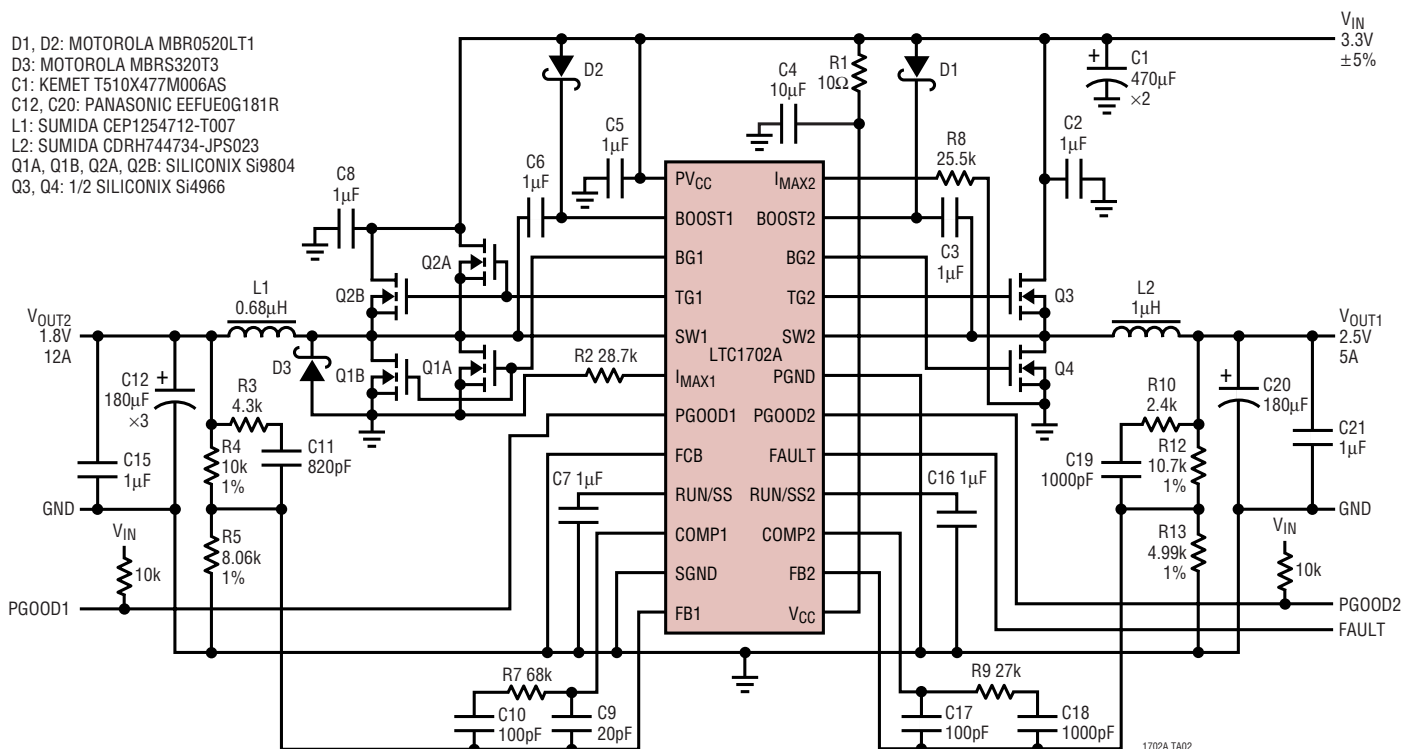 D1, D2: MOTOROLA MBR0520LT1
D3: MOTOROLA MBRS320T3
C1: KEMET T510X477M006AS
C12, C20: PANASONIC EEFUE0G181R
L1: SUMIDA CEP1254712-T007
L2: SUMIDA CDRH744734-JPS023
Q1A, Q1B, Q2A, Q2B: SILICONIX Si9804
Q3, Q4: 1/2 SILICONIX Si4966
VIN
3.3V
±5%
D2
C4
10µF
R1
10Ω
D1
+
C1
470µF
×2
C5
1µF
C6
1µF
C8
1µF
R8
25.5k
C2
1µF
C3
1µF
Q2A
Q2B
Q1B
Q1A
D3
L1
0.68µH
R2 28.7k
VOUT2
1.8V
12A
PVCC
BOOST1
BG1
TG1
SW1
IMAX1
PGOOD1
FCB
RUN/SS
COMP1
SGND
FB1
LTC1702A
IMAX2
BOOST2
BG2
TG2
SW2
PGND
PGOOD2
FAULT
RUN/SS2
COMP2
FB2
VCC
Q3
Q4
L2
1µH
VOUT1
2.5V
5A
C12
180µF
×3
+
R3
4.3k
R4
10k
1%
C11
820pF
C15
1µF
GND
VIN
10k
R5
8.06k
1%
PGOOD1
C7 1µF
C16 1µF
R10
2.4k
+
C20
180µF
C21
1µF
C19
1000pF
R12
10.7k
1%
GND
R13
4.99k
1%
VIN
10k
PGOOD2
FAULT
R7 68k
C10
100pF
C9
20pF
R9 27k
C17
100pF
C18
1000pF
1702A TA02